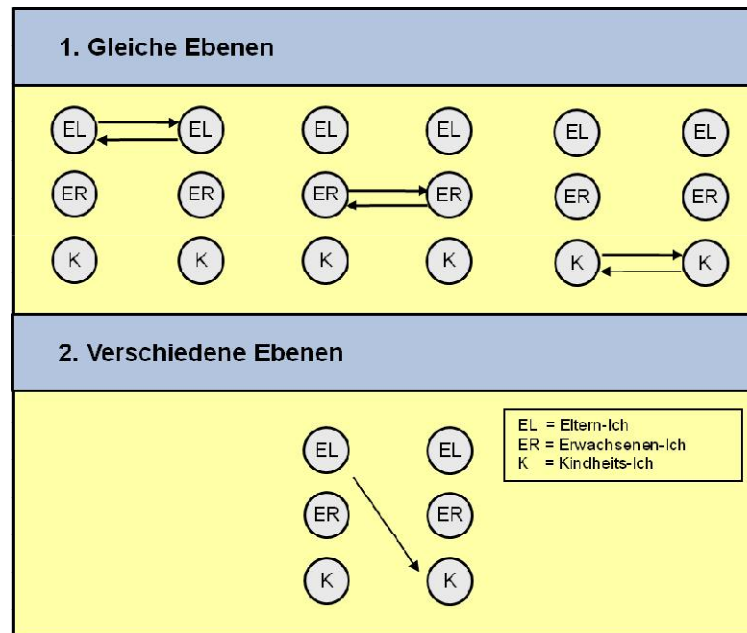 1. Gleiche Ebenen
EL EL EL EL EL EL
ER ER ER ER ER ER
K K K K K K
2. Verschiedene Ebenen
EL = Eltern-Ich
ER = Erwachsenen-Ich
K = Kindheits-Ich
EL EL
ER ER
K K